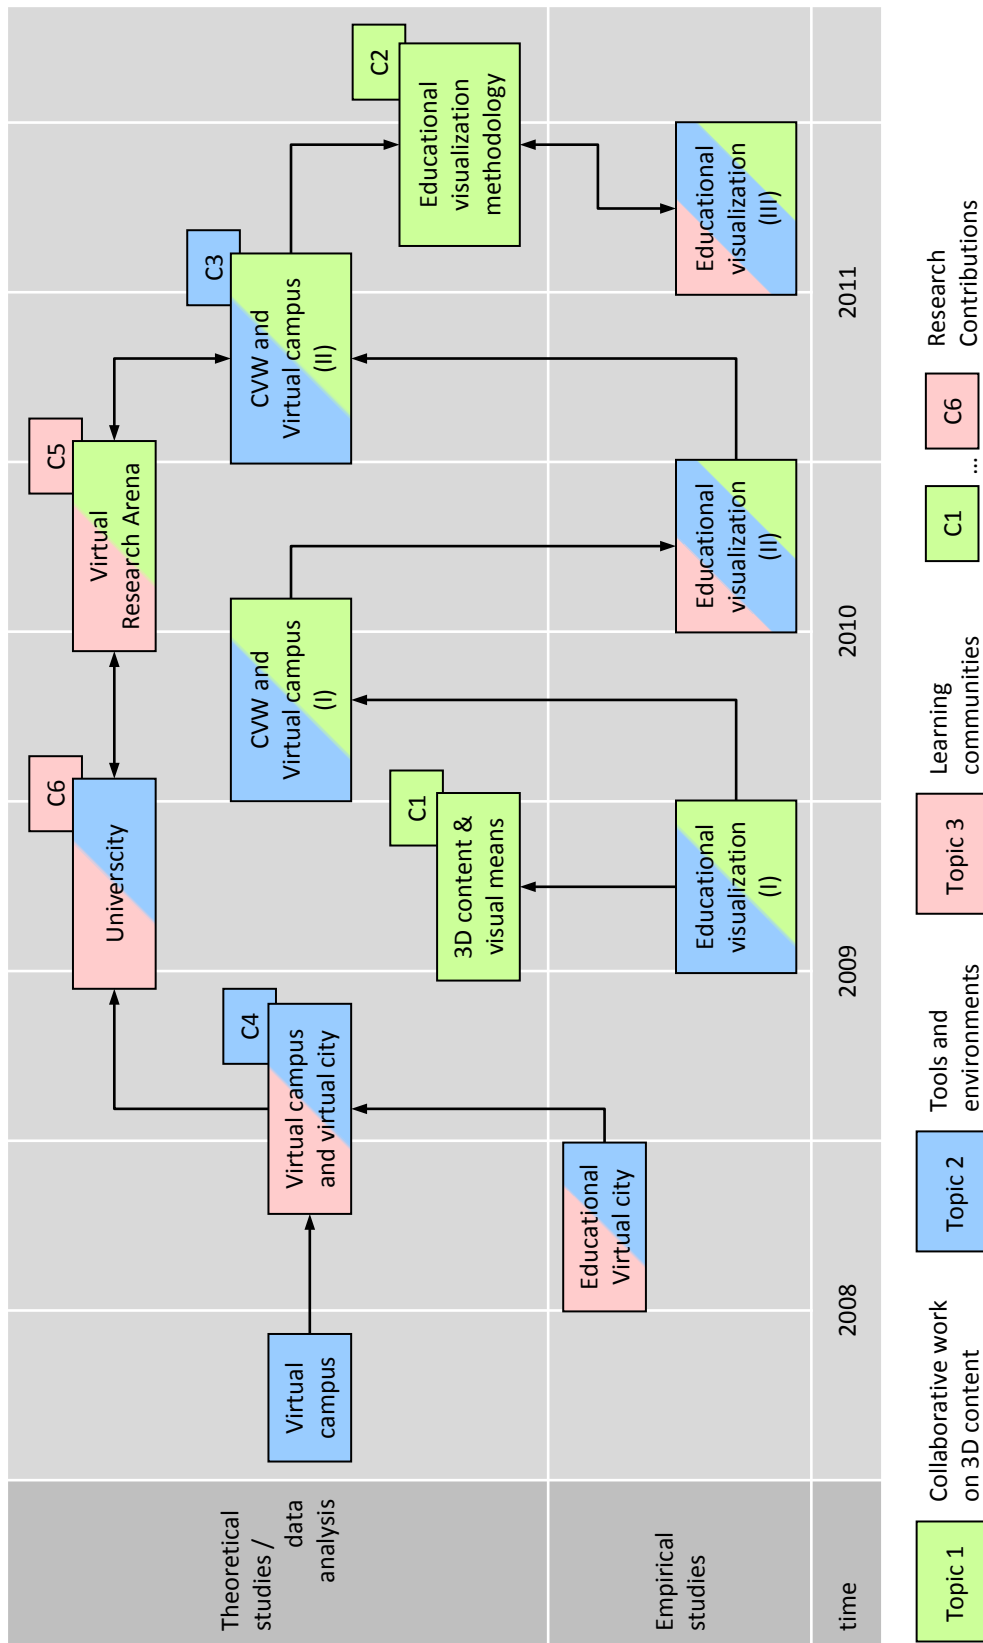 Theoretical
studies /
data
analysis
Virtual
campus
C4
Virtual campus
and virtual city
C6
Universcity
C5
Virtual
Research Arena
C1
3D content &
visual means
CVW and
Virtual campus
(I)
C3
CVW and
Virtual campus
(II)
C2
Educational
visualization
methodology
Empirical
studies
Educational
Virtual city
Educational
visualization
(I)
Educational
visualization
(II)
Educational
visualization
(III)
time
2008
2009
2010
2011
Topic 1
Collaborative work
on 3D content
Topic 2
Tools and
environments
Topic 3
Learning
communities
C1
...
C6
Research
Contributions